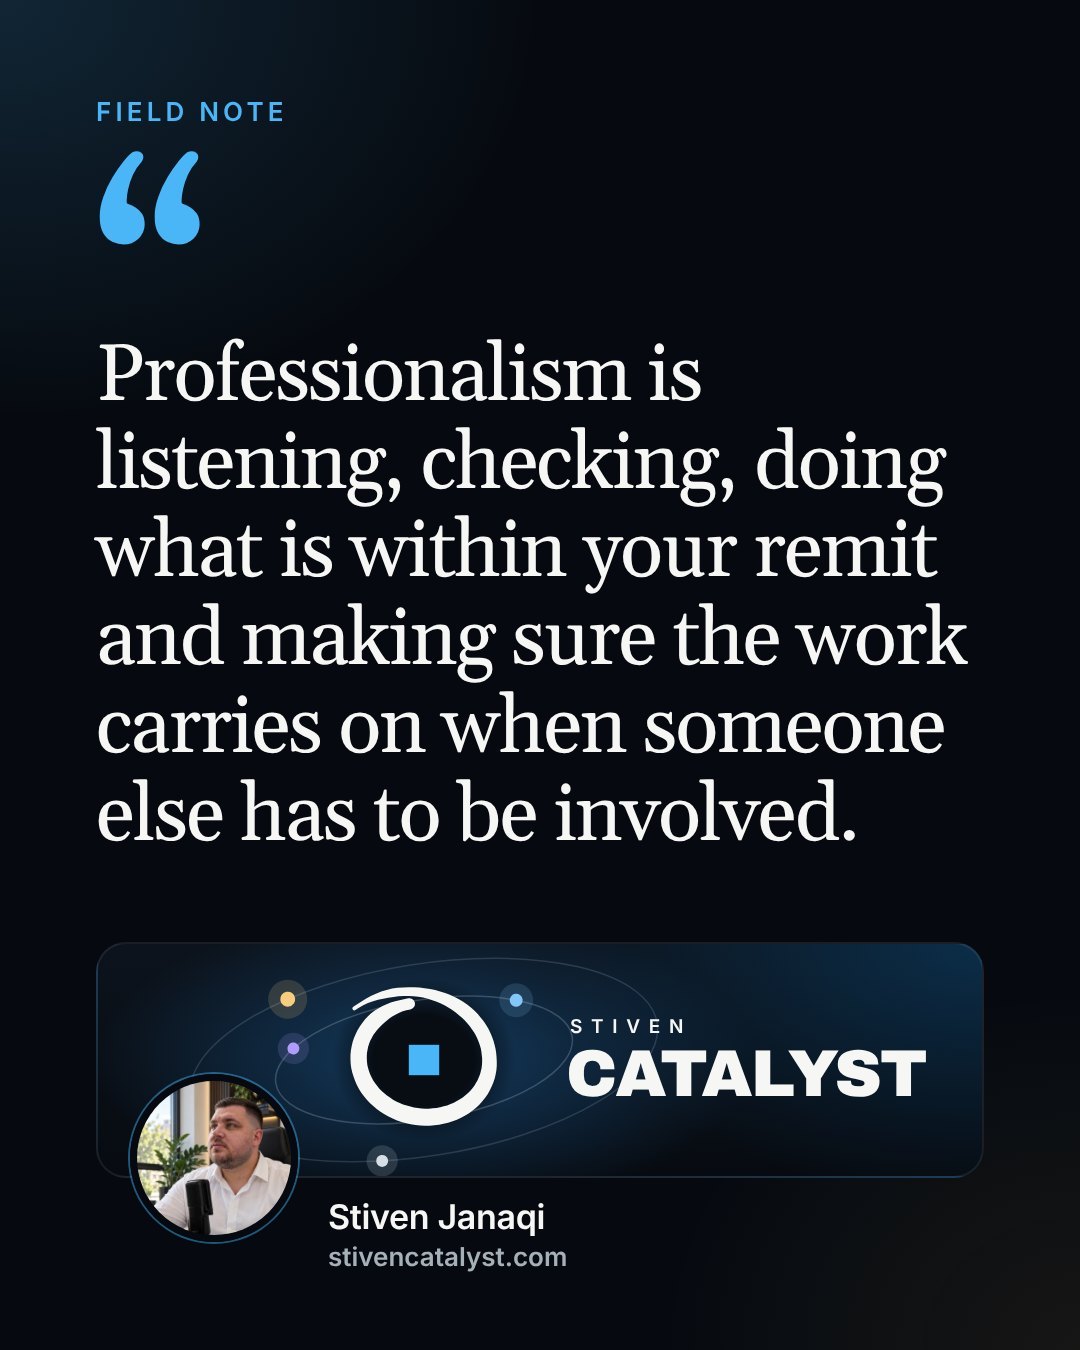 FIELD NOTE
“
Professionalism is
listening, checking, doing
what is within your remit
and making sure the work
carries on when someone
else has to be involved.
STIVEN
CATALYST
Stiven Janaqi
stivencatalyst.com